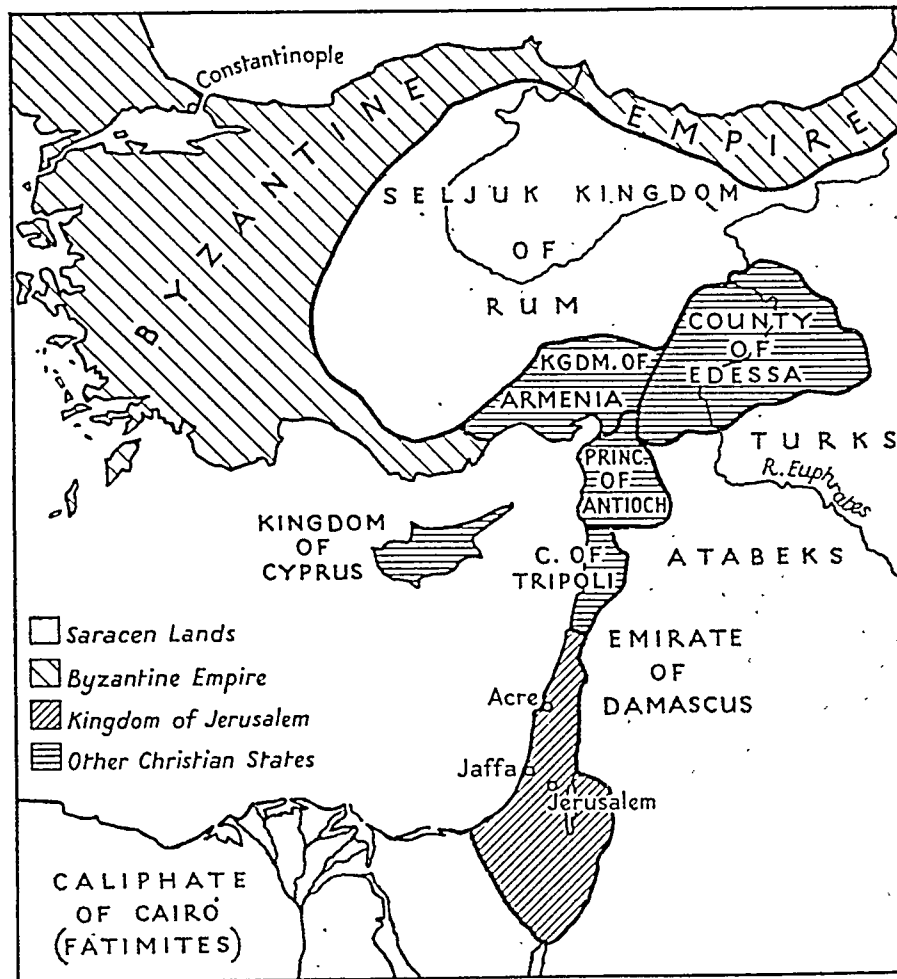 Constantinople
BYZANTINE EMPIRE
SELJUK KINGDOM
OF
RUM
COUNTY
OF
EDESSA
KGDM. OF
ARMENIA
TURKS
R. Euphrates
PRINC.
OF
ANTIOCH
KINGDOM
OF
CYPRUS
C. OF
TRIPOLI
ATABEKS
Saracen Lands
Byzantine Empire
Kingdom of Jerusalem
Other Christian States
EMIRATE
OF
DAMASCUS
Acre
Jaffa
Jerusalem
CALIPHATE
OF CAIRO
(FATIMITES)